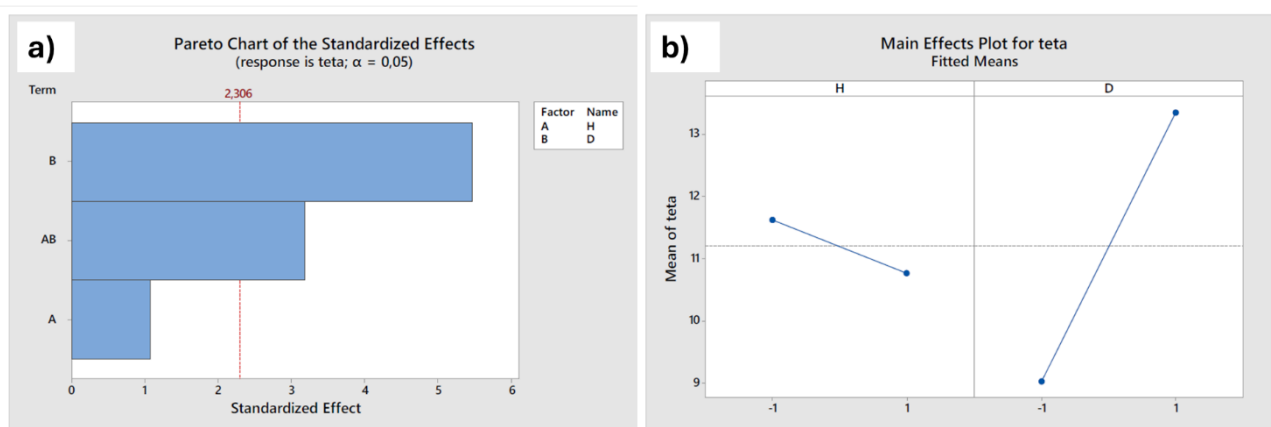 a)
Pareto Chart of the Standardized Effects
(response is teta; α = 0,05)
Term
2,306
Factor Name
A H
B D
B
AB
A
0 1 2 3 4 5 6
Standardized Effect
b)
Main Effects Plot for teta
Fitted Means
H D
13
12
11
10
9
Mean of teta
-1 1 -1 1